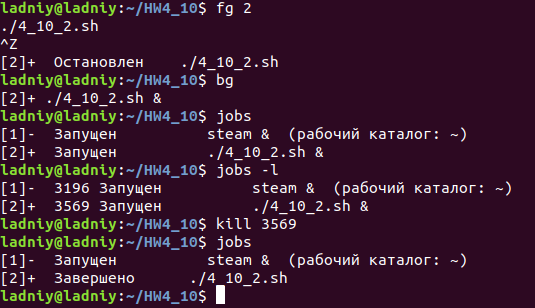 ladniy@ladniy:~/HW4_10$ fg 2
./4_10_2.sh
^Z
[2]+  Остановлен    ./4_10_2.sh
ladniy@ladniy:~/HW4_10$ bg
[2]+ ./4_10_2.sh &
ladniy@ladniy:~/HW4_10$ jobs
[1]-  Запущен          steam &  (рабочий каталог: ~)
[2]+  Запущен          ./4_10_2.sh &
ladniy@ladniy:~/HW4_10$ jobs -l
[1]-  3196 Запущен          steam &  (рабочий каталог: ~)
[2]+  3569 Запущен          ./4_10_2.sh &
ladniy@ladniy:~/HW4_10$ kill 3569
ladniy@ladniy:~/HW4_10$ jobs
[1]-  Запущен          steam &  (рабочий каталог: ~)
[2]+  Завершено      ./4_10_2.sh
ladniy@ladniy:~/HW4_10$